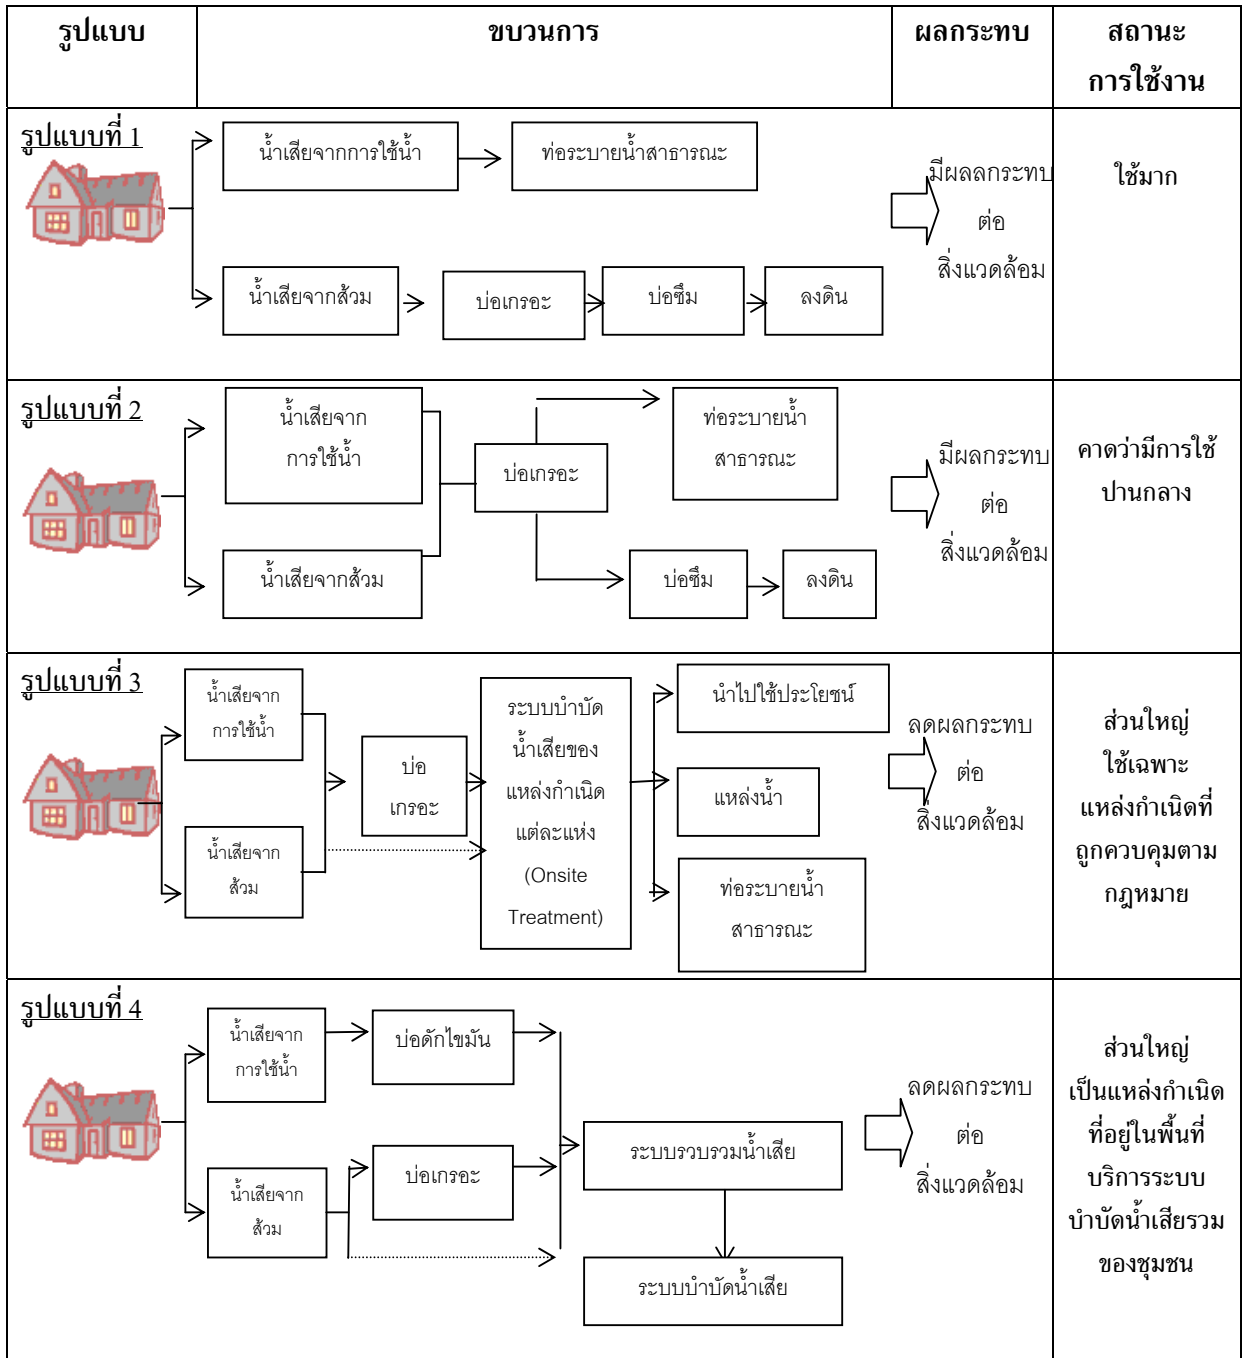 รูปแบบ
ขบวนการ
ผลกระทบ
สถานะ
การใช้งาน
รูปแบบที่ 1
น้ำเสียจากการใช้น้ำ
ท่อระบายน้ำสาธารณะ
น้ำเสียจากส้วม
บ่อเกรอะ
บ่อซึม
ลงดิน
มีผลลกระทบ
ต่อ
สิ่งแวดล้อม
ใช้มาก
รูปแบบที่ 2
น้ำเสียจาก
การใช้น้ำ
น้ำเสียจากส้วม
บ่อเกรอะ
ท่อระบายน้ำ
สาธารณะ
บ่อซึม
ลงดิน
มีผลกระทบ
ต่อ
สิ่งแวดล้อม
คาดว่ามีการใช้
ปานกลาง
รูปแบบที่ 3
น้ำเสียจาก
การใช้น้ำ
น้ำเสียจาก
ส้วม
บ่อ
เกรอะ
ระบบบำบัด
น้ำเสียของ
แหล่งกำเนิด
แต่ละแห่ง
(Onsite
Treatment)
นำไปใช้ประโยชน์
แหล่งน้ำ
ท่อระบายน้ำ
สาธารณะ
ลดผลกระทบ
ต่อ
สิ่งแวดล้อม
ส่วนใหญ่
ใช้เฉพาะ
แหล่งกำเนิดที่
ถูกควบคุมตาม
กฎหมาย
รูปแบบที่ 4
น้ำเสียจาก
การใช้น้ำ
บ่อดักไขมัน
น้ำเสียจาก
ส้วม
บ่อเกรอะ
ระบบรวบรวมน้ำเสีย
ระบบบำบัดน้ำเสีย
ลดผลกระทบ
ต่อ
สิ่งแวดล้อม
ส่วนใหญ่
เป็นแหล่งกำเนิด
ที่อยู่ในพื้นที่
บริการระบบ
บำบัดน้ำเสียรวม
ของชุมชน